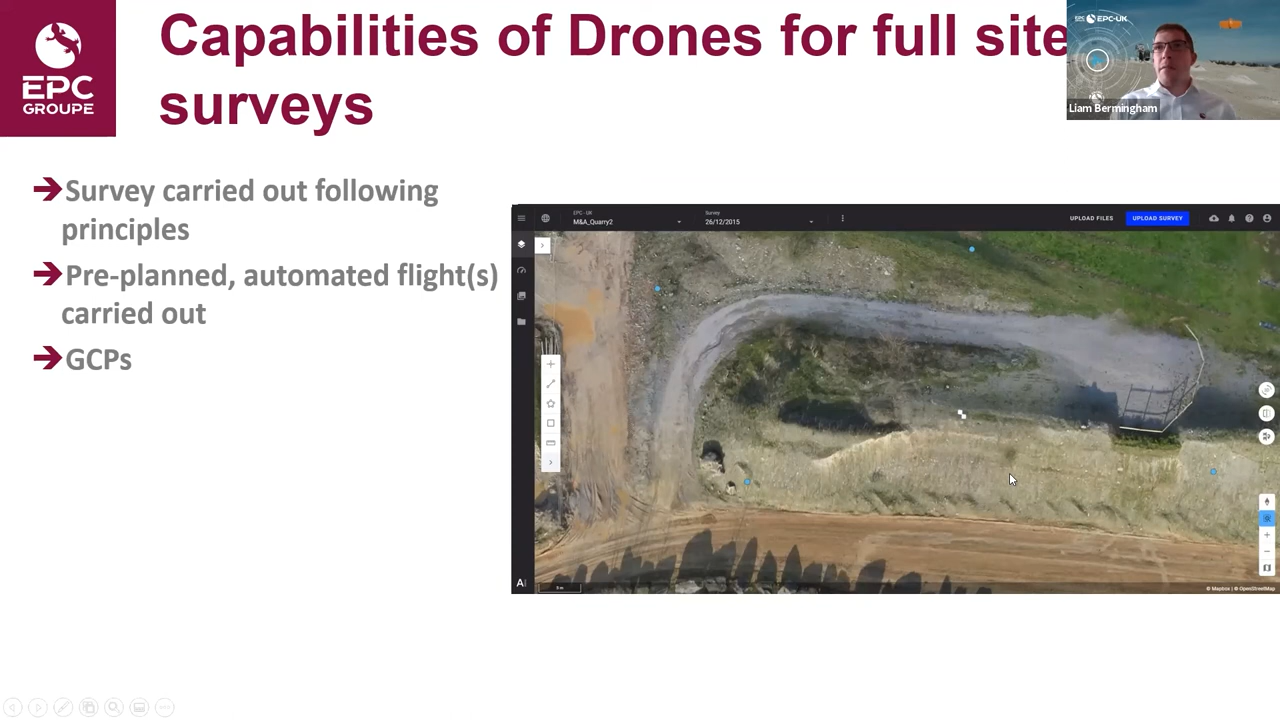 Capabilities of Drones for full site
surveys
EPC
GROUPE
EPC-UK
Liam Bermingham
Survey carried out following
principles
Pre-planned, automated flight(s)
carried out
GCPs
EPC - UK
M&A_Quarry2
Survey
26/12/2015
UPLOAD FILES
UPLOAD SURVEY
© Mapbox | © OpenStreetMap